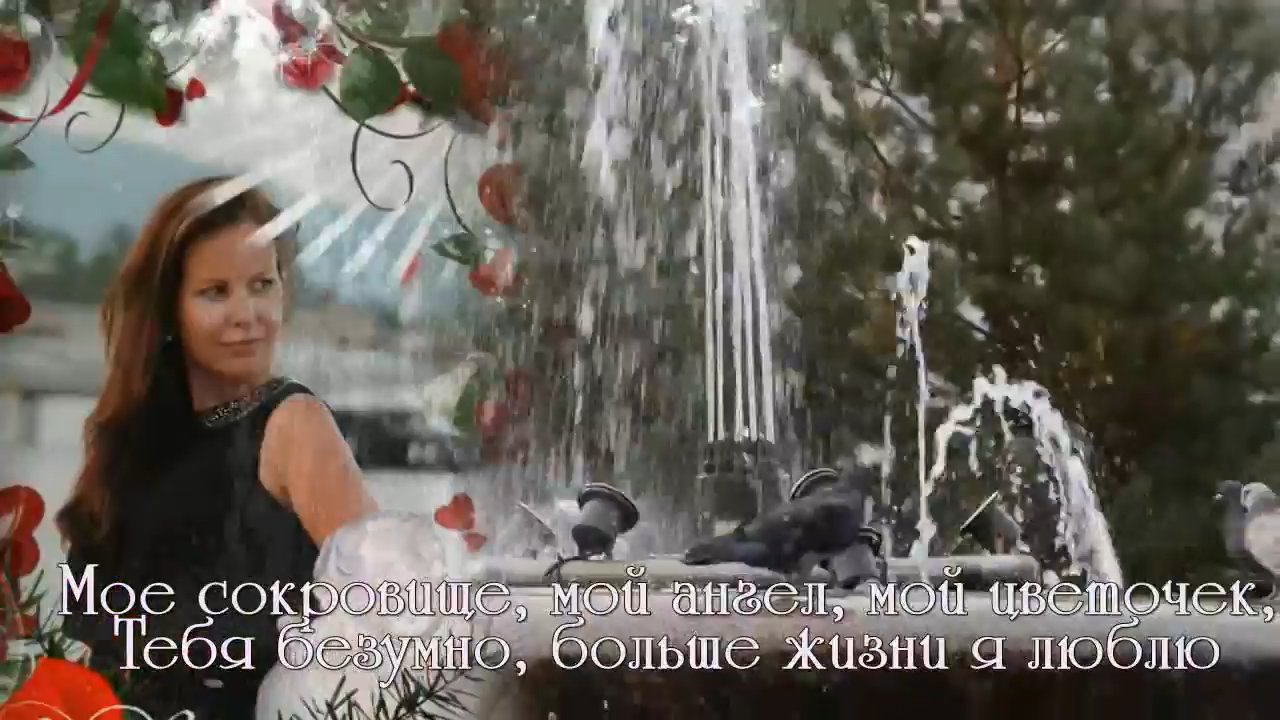 Мое сокровище, мой ангел, мой цветочек,
Тебя безумно, больше жизни я люблю